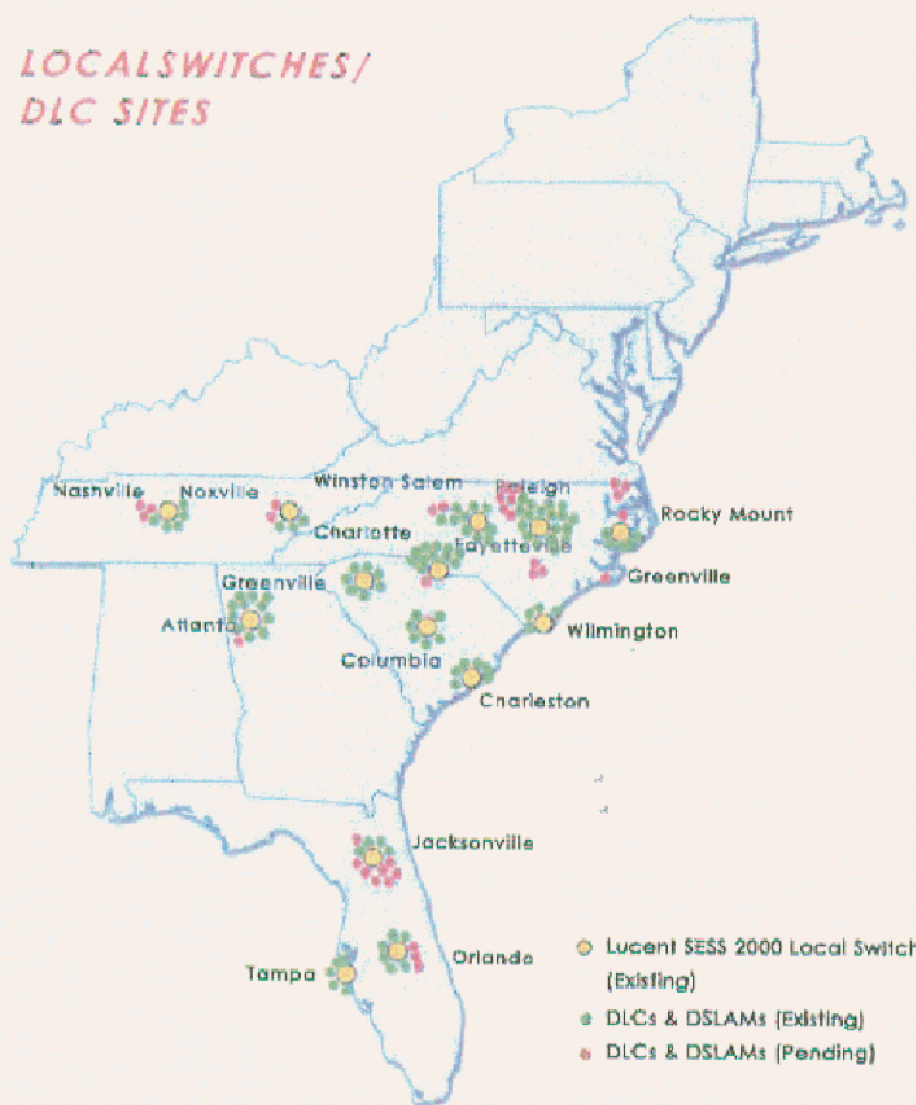 LOCALSWITCHES/
DLC SITES
Nashville
Noxville
Winston Salem
Raleigh
Rocky Mount
Charlotte
Fayetteville
Greenville
Greenville
Atlanta
Wilmington
Columbia
Charleston
Jacksonville
Orlando
Tampa
Lucent SESS 2000 Local Switch
(Existing)
DLCs & DSLAMs (Existing)
DLCs & DSLAMs (Pending)